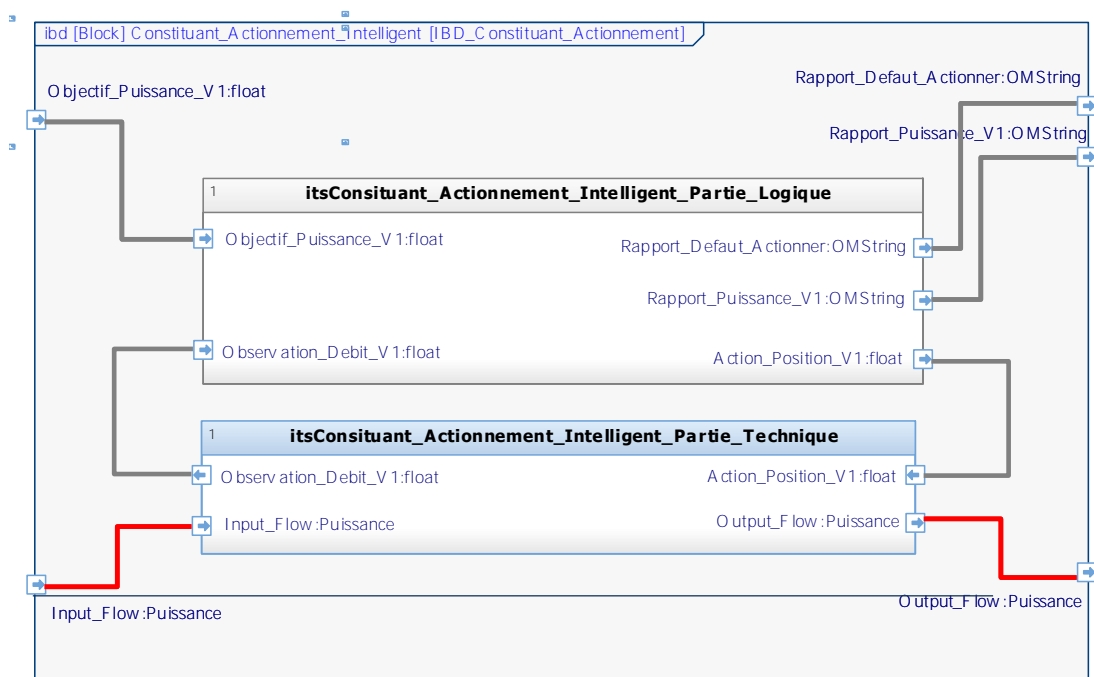 ibd [Block] Constituant_Actionnement_Intelligent [IBD_Constituant_Actionnement]
Objectif_Puissance_V1:float
Rapport_Defaut_Actionner:OMString
Rapport_Puissance_V1:OMString
1 itsConsituant_Actionnement_Intelligent_Partie_Logique
Objectif_Puissance_V1:float
Rapport_Defaut_Actionner:OMString
Rapport_Puissance_V1:OMString
Observation_Debit_V1:float
Action_Position_V1:float
1 itsConsituant_Actionnement_Intelligent_Partie_Technique
Observation_Debit_V1:float
Action_Position_V1:float
Input_Flow:Puissance
Output_Flow:Puissance
Input_Flow:Puissance
Output_Flow:Puissance